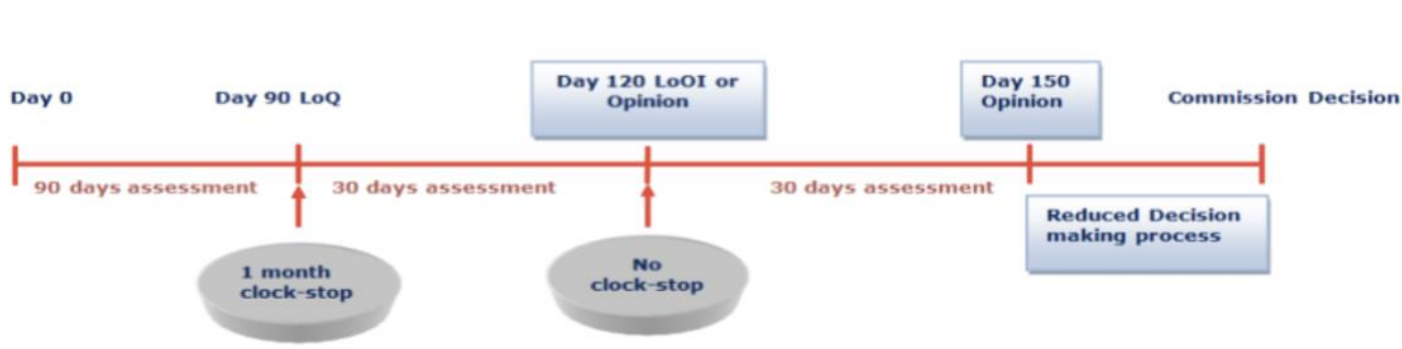 Day 0
Day 90 LoQ
Day 120 LoOI or
Opinion
Day 150
Opinion
Commission Decision
90 days assessment
30 days assessment
30 days assessment
Reduced Decision
making process
1 month
clock-stop
No
clock-stop